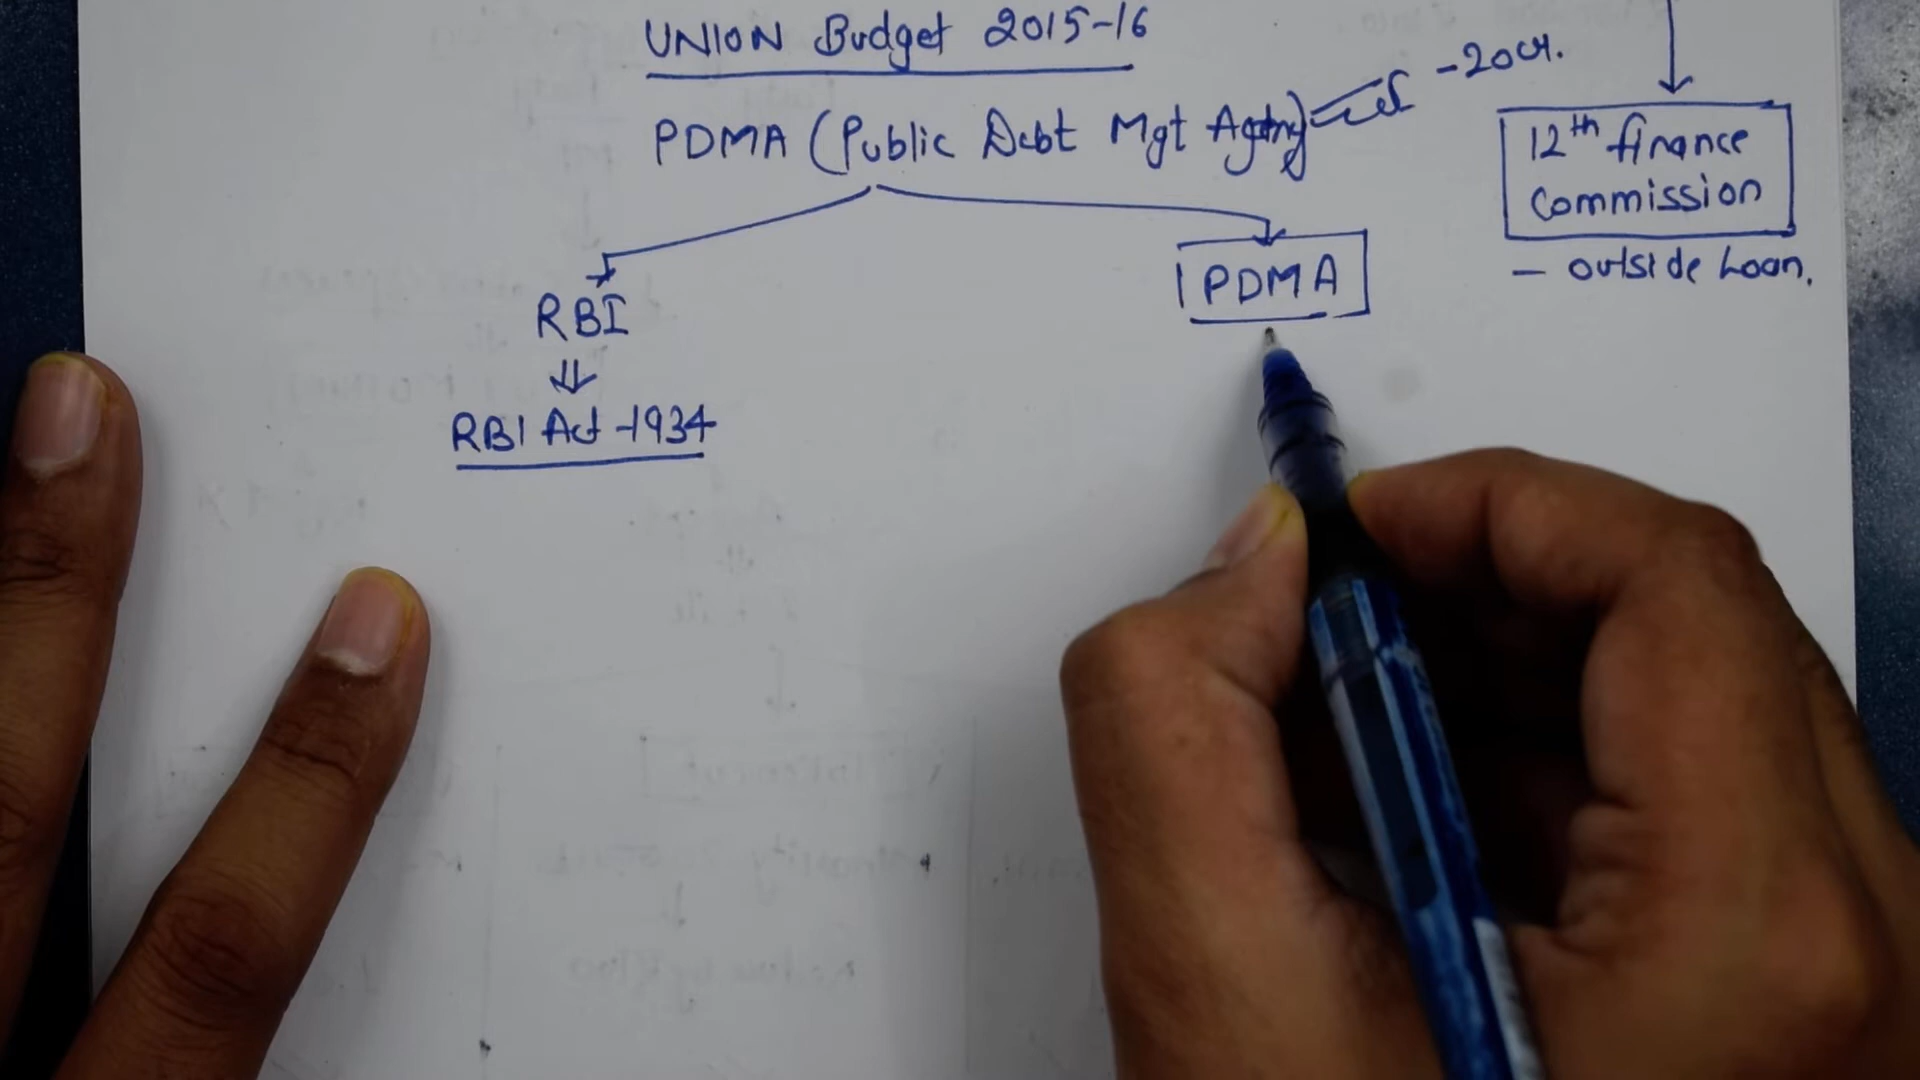 UNION Budget 2015-16
PDMA (Public Debt Mgt Agency)
-20cr.
12th finance
commission
- outside Loan.
RBI
PDMA
RBI Act -1934